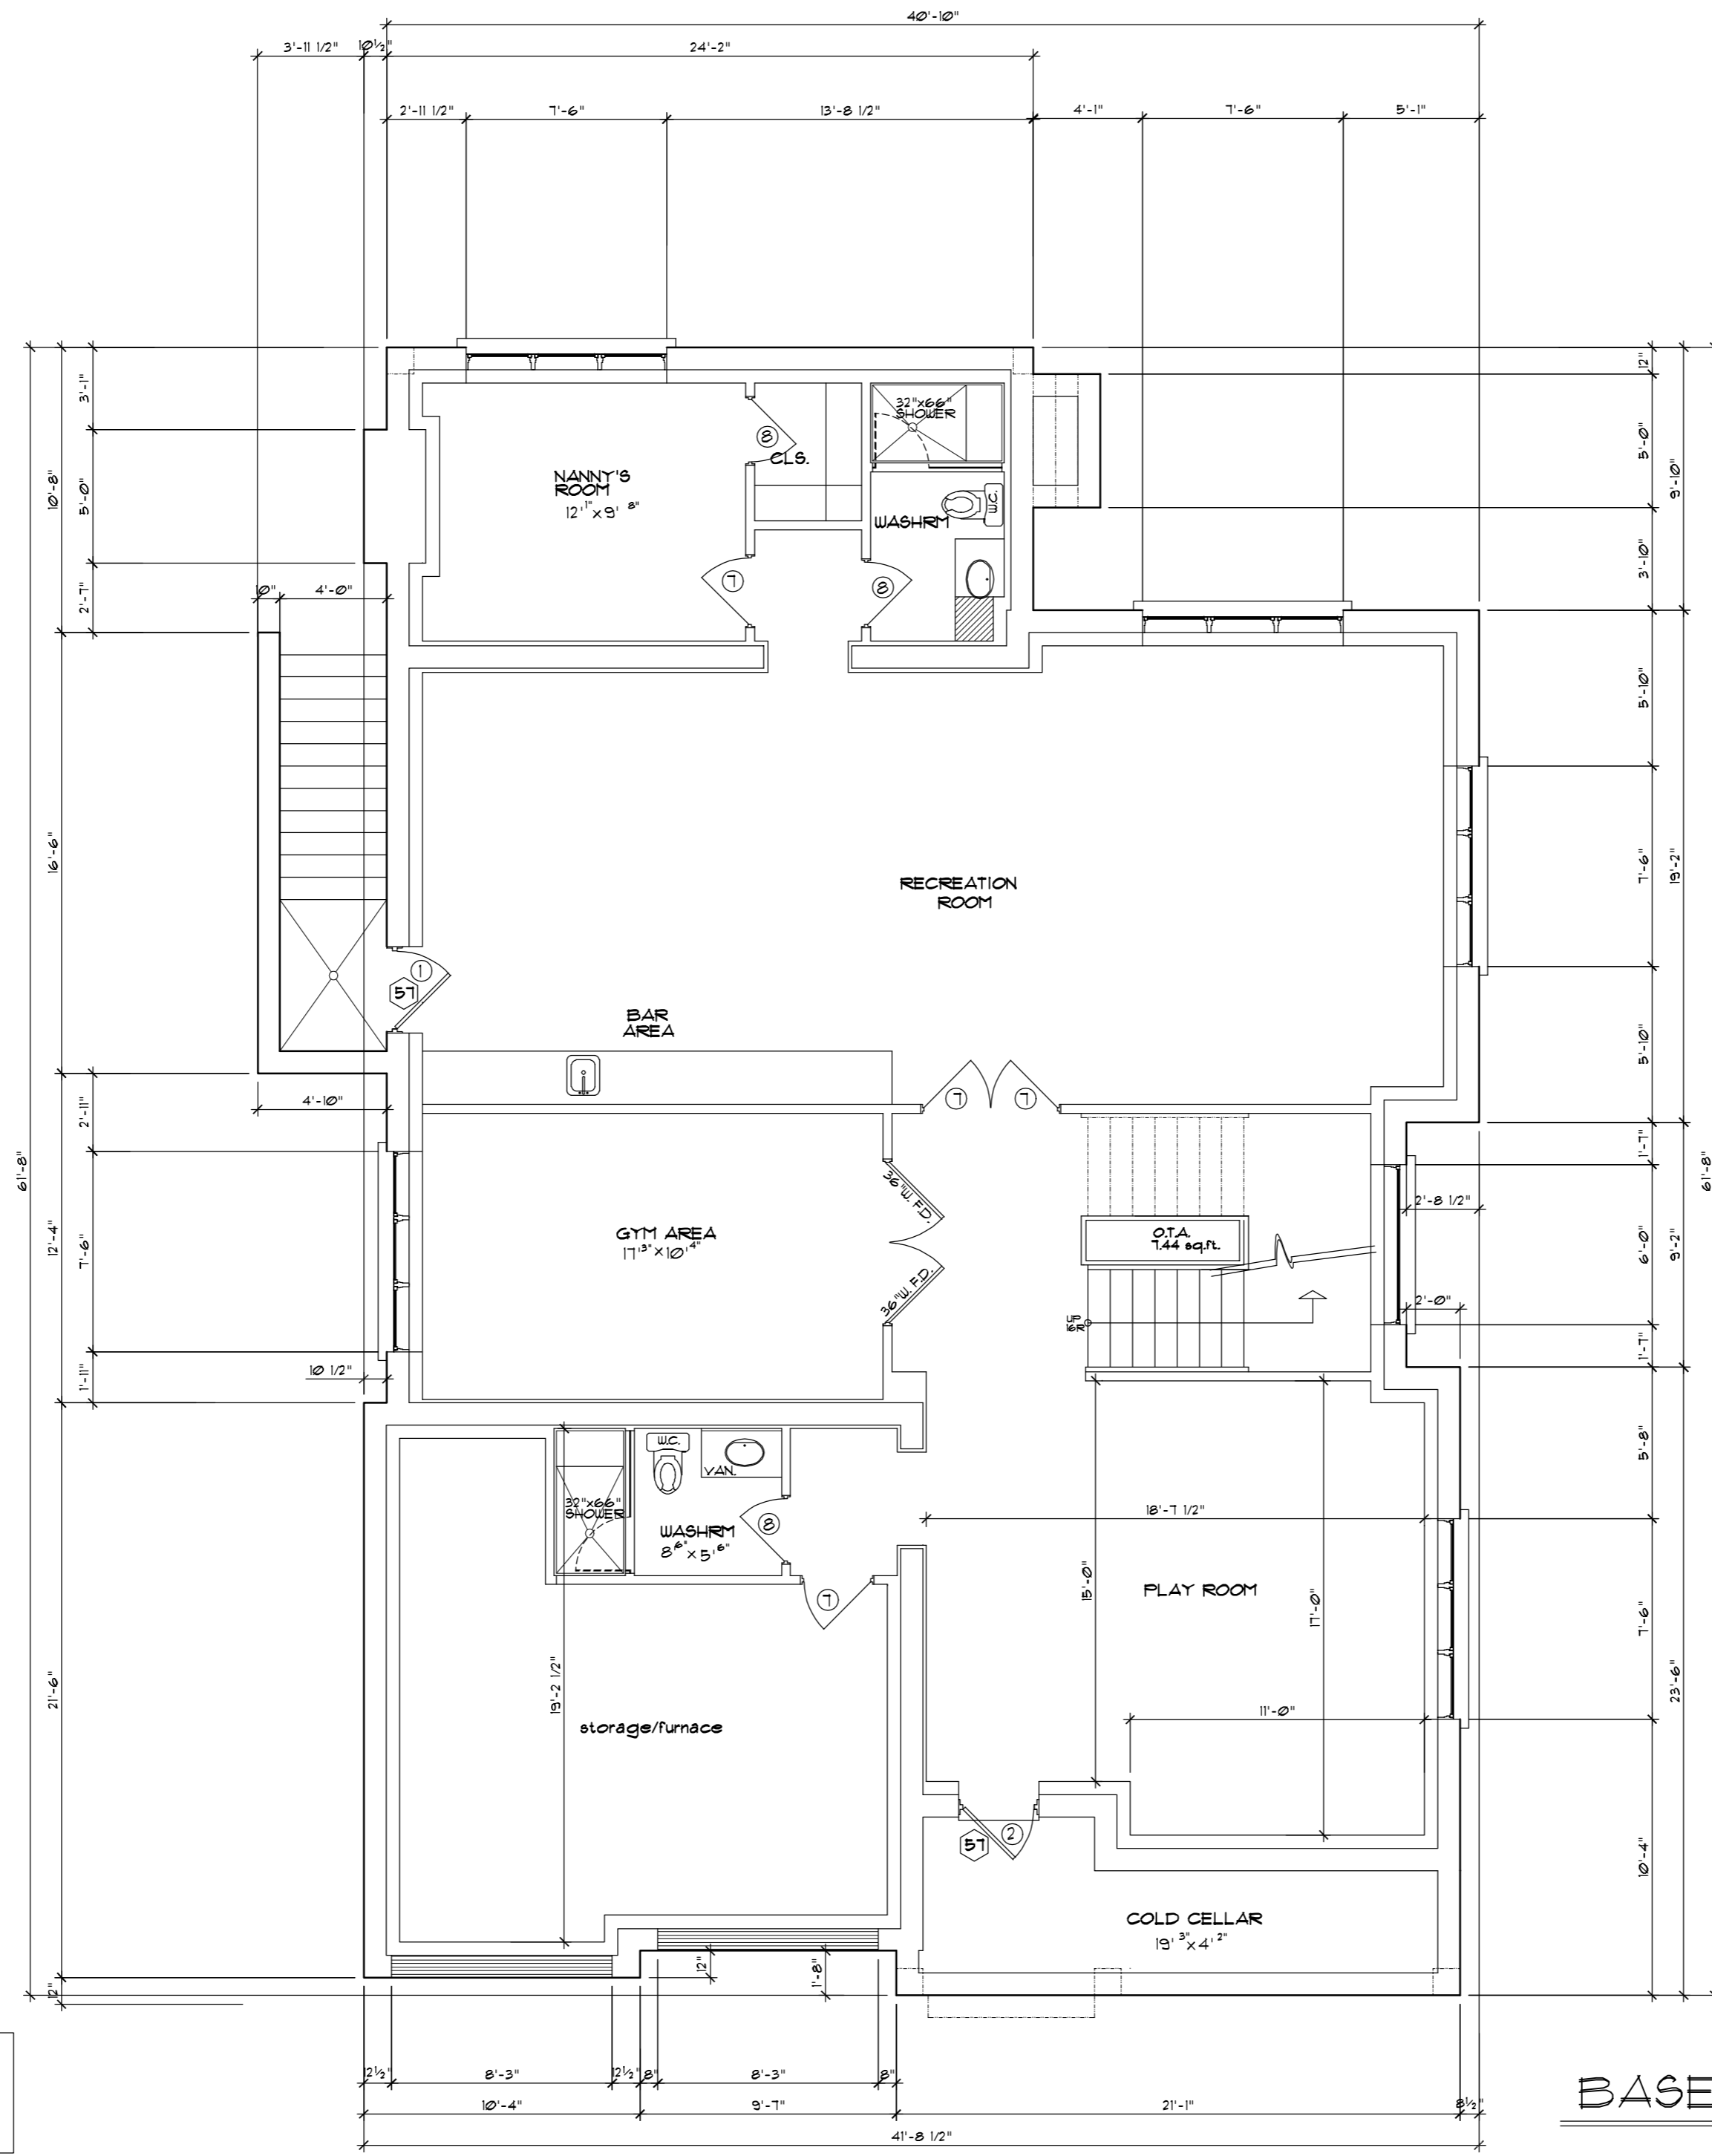 40'-10"
3'-11 1/2"
10½"
24'-2"
2'-11 1/2"
7'-6"
13'-8 1/2"
4'-1"
7'-6"
5'-1"
61'-8"
10'-8"
16'-6"
12'-4"
21'-6"
12"
3'-1"
5'-0"
2'-7"
2'-11"
7'-6"
1'-11"
10"
4'-0"
4'-10"
10 1/2"
NANNY'S
ROOM
12'1" x 9' 8"
8
CLS.
32"x66"
SHOWER
WASHRM
W.C.
7
8
RECREATION
ROOM
1
57
BAR
AREA
7
7
GYM AREA
17'3" x 10'4"
36"W. F.D.
36"W. F.D.
O.T.A.
7.44 sq.ft.
UP
16R
2'-8 1/2"
2'-0"
W.C.
VAN.
32"x66"
SHOWER
WASHRM
8'6" x 5'6"
8
7
19'-2 1/2"
storage/furnace
18'-7 1/2"
15'-0"
17'-0"
PLAY ROOM
11'-0"
57
2
COLD CELLAR
19'3" x 4'2"
12"
1'-8"
12"
5'-0"
3'-10"
5'-10"
7'-6"
5'-10"
1'-7"
6'-0"
1'-7"
5'-8"
7'-6"
10'-4"
9'-10"
19'-2"
9'-2"
23'-6"
61'-8"
12½"
8'-3"
12½"
8"
8'-3"
8"
10'-4"
9'-7"
21'-1"
8½"
41'-8 1/2"
BASE